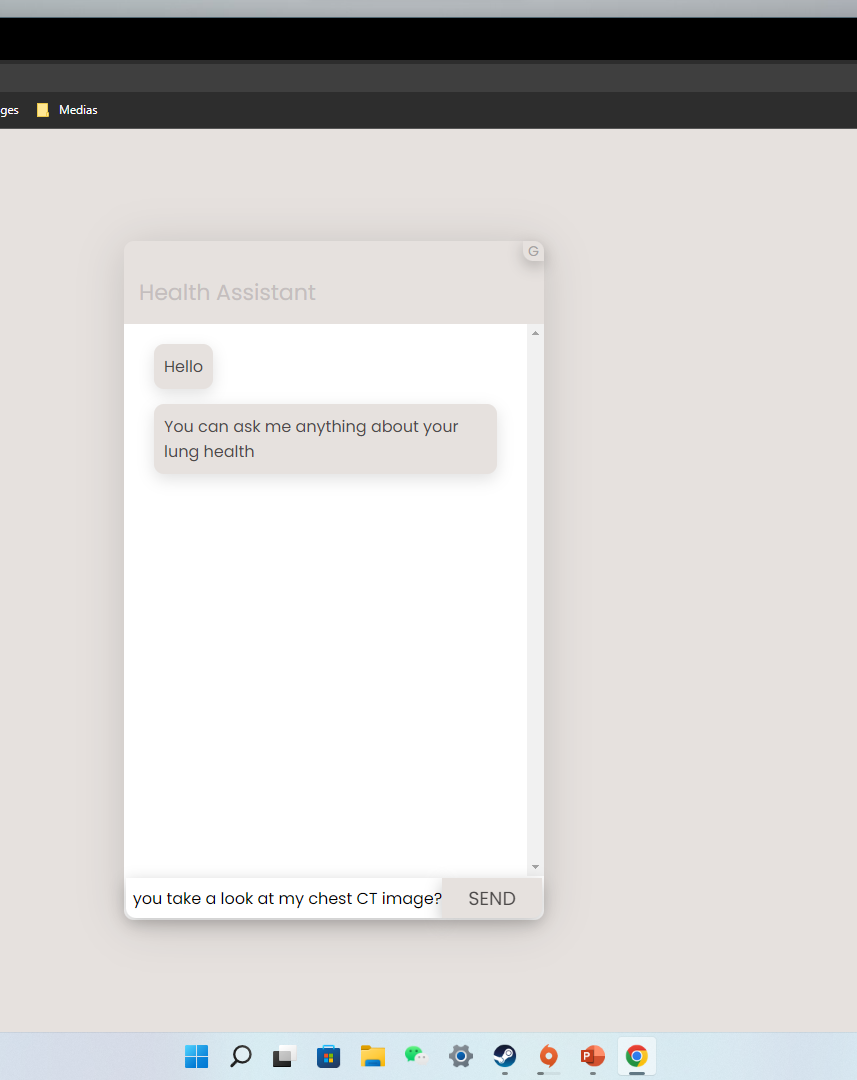 ges Medias
G
Health Assistant
Hello
You can ask me anything about your
lung health
you take a look at my chest CT image? SEND